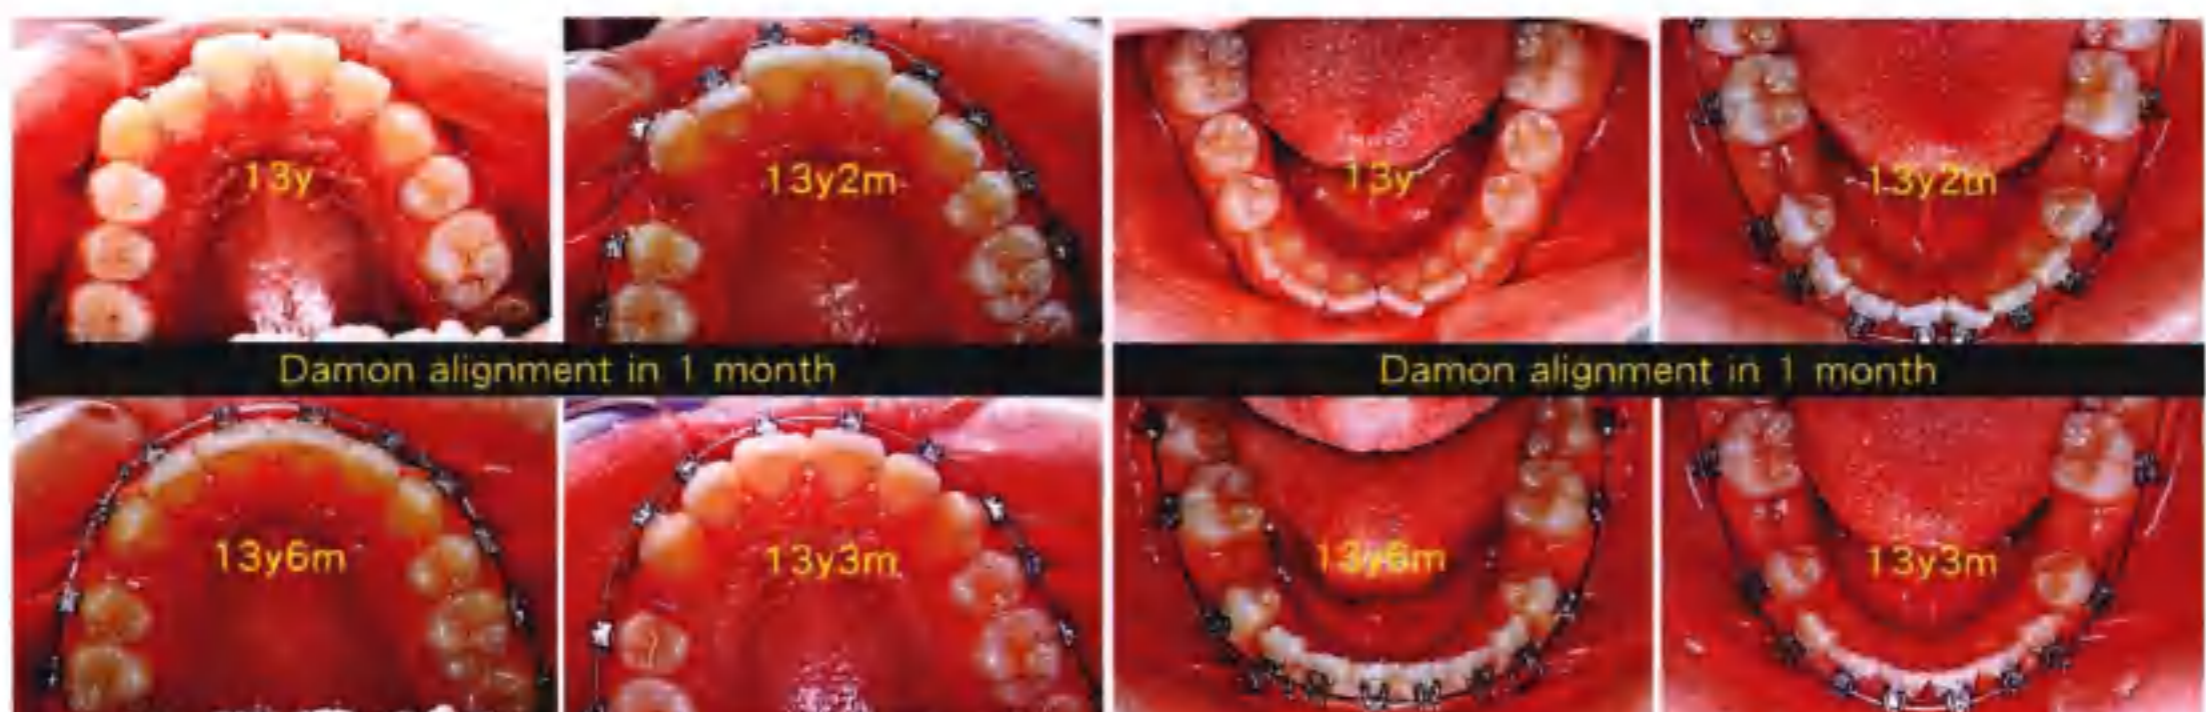 13y
13y2m
13y
13y2m
Damon alignment in 1 month
Damon alignment in 1 month
13y6m
13y3m
13y6m
13y3m